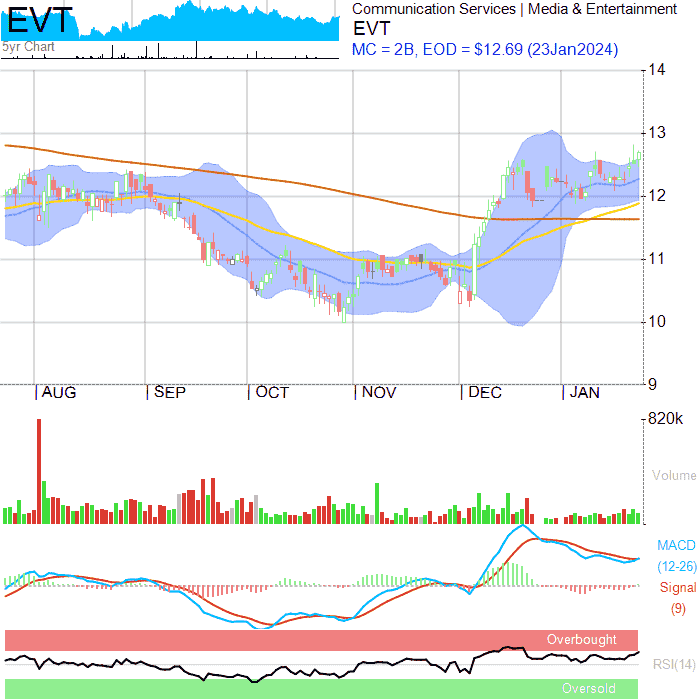 EVT
5yr Chart
Communication Services | Media & Entertainment
EVT
MC = 2B, EOD = $12.69 (23Jan2024)
14
13
12
11
10
9
AUG
SEP
OCT
NOV
DEC
JAN
820k
Volume
MACD
(12-26)
Signal
(9)
Overbought
RSI(14)
Oversold